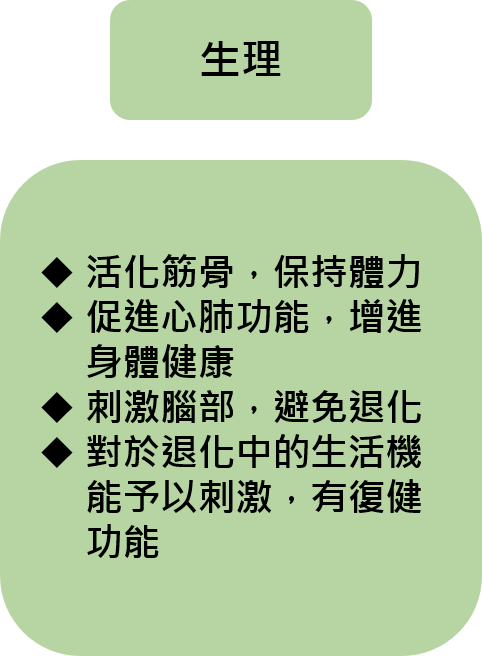 生理
◆ 活化筋骨，保持體力
◆ 促進心肺功能，增進
身體健康
◆ 刺激腦部，避免退化
◆ 對於退化中的生活機
能予以刺激，有復健
功能